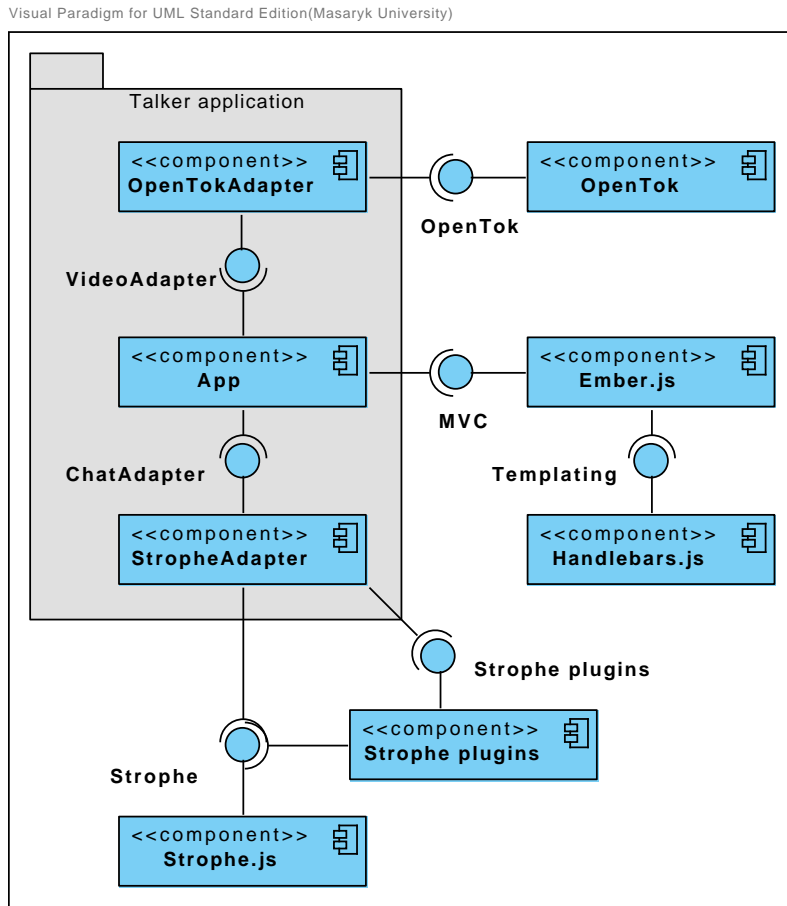 Visual Paradigm for UML Standard Edition(Masaryk University)
Talker application
<<component>>
OpenTokAdapter
<<component>>
OpenTok
OpenTok
VideoAdapter
<<component>>
App
<<component>>
Ember.js
MVC
ChatAdapter
Templating
<<component>>
StropheAdapter
<<component>>
Handlebars.js
Strophe plugins
<<component>>
Strophe plugins
Strophe
<<component>>
Strophe.js